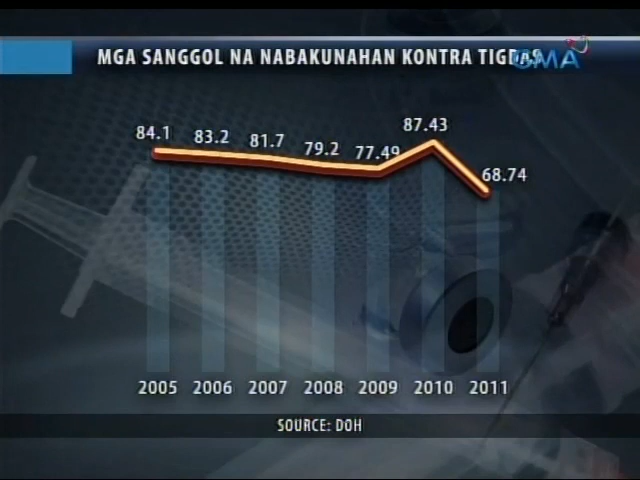 MGA SANGGOL NA NABAKUNAHAN KONTRA TIGDAS
GMA
84.1 83.2 81.7 79.2 77.49 87.43 68.74
2005 2006 2007 2008 2009 2010 2011
SOURCE: DOH